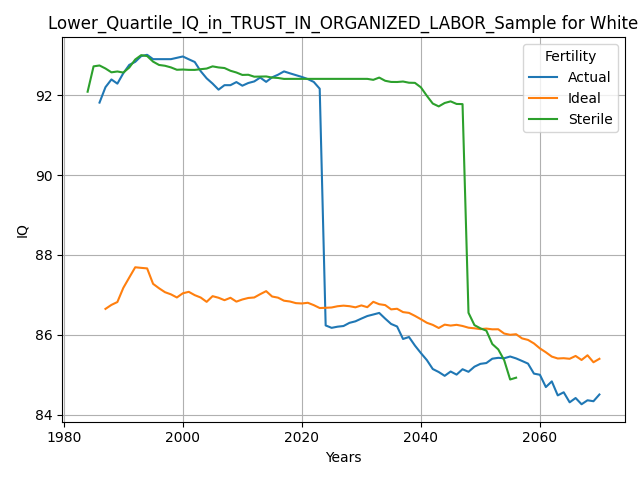 Lower_Quartile_IQ_in_TRUST_IN_ORGANIZED_LABOR_Sample for White
Fertility
Actual
Ideal
Sterile
IQ
92
90
88
86
84
1980
2000
2020
2040
2060
Years